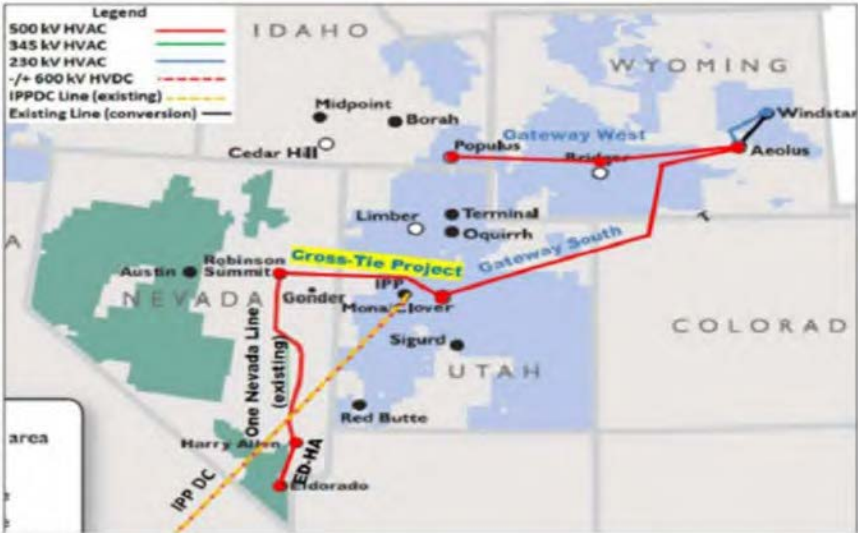 Legend
500 kV HVAC
345 kV HVAC
230 kV HVAC
-/+ 600 kV HVDC
IPPDC Line (existing)
Existing Line (conversion)
IDAHO
WYOMING
Midpoint
Borah
Cedar Hill
Populus
Gateway West
Bridger
Windstar
Aeolus
Limber
Terminal
Oquirrh
Gateway South
Cross-Tie Project
Austin
Robinson
Summit
NEVADA
Gonder
IPP
Mona/Clover
Sigurd
UTAH
COLORAD
One Nevada Line
(existing)
Red Butte
Harry Allen
ED-HA
Eldorado
IPP DC
area
A